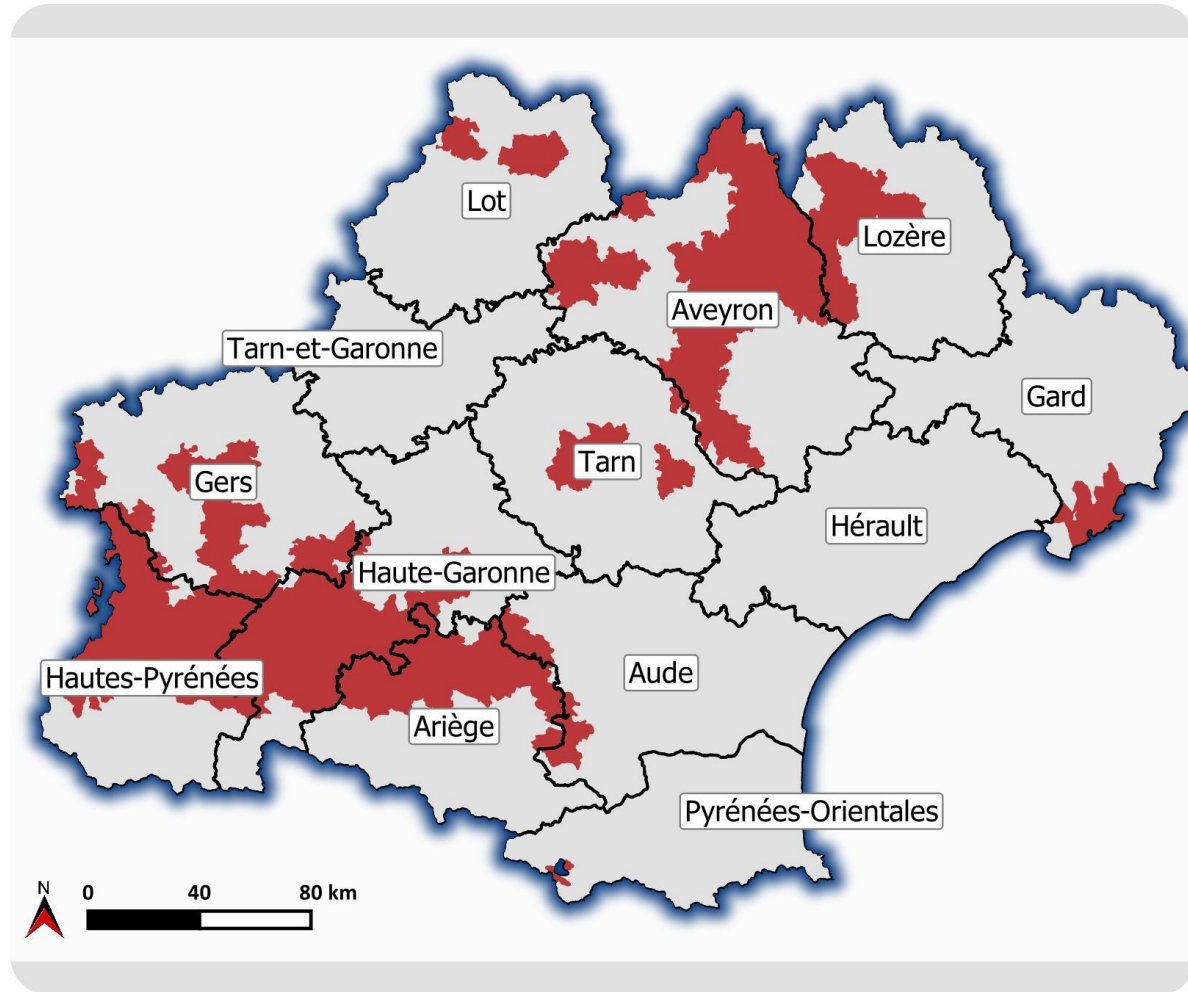 Lot
Lozère
Aveyron
Tarn-et-Garonne
Gard
Tarn
Gers
Hérault
Haute-Garonne
Aude
Hautes-Pyrénées
Ariège
Pyrénées-Orientales
N
0 40 80 km